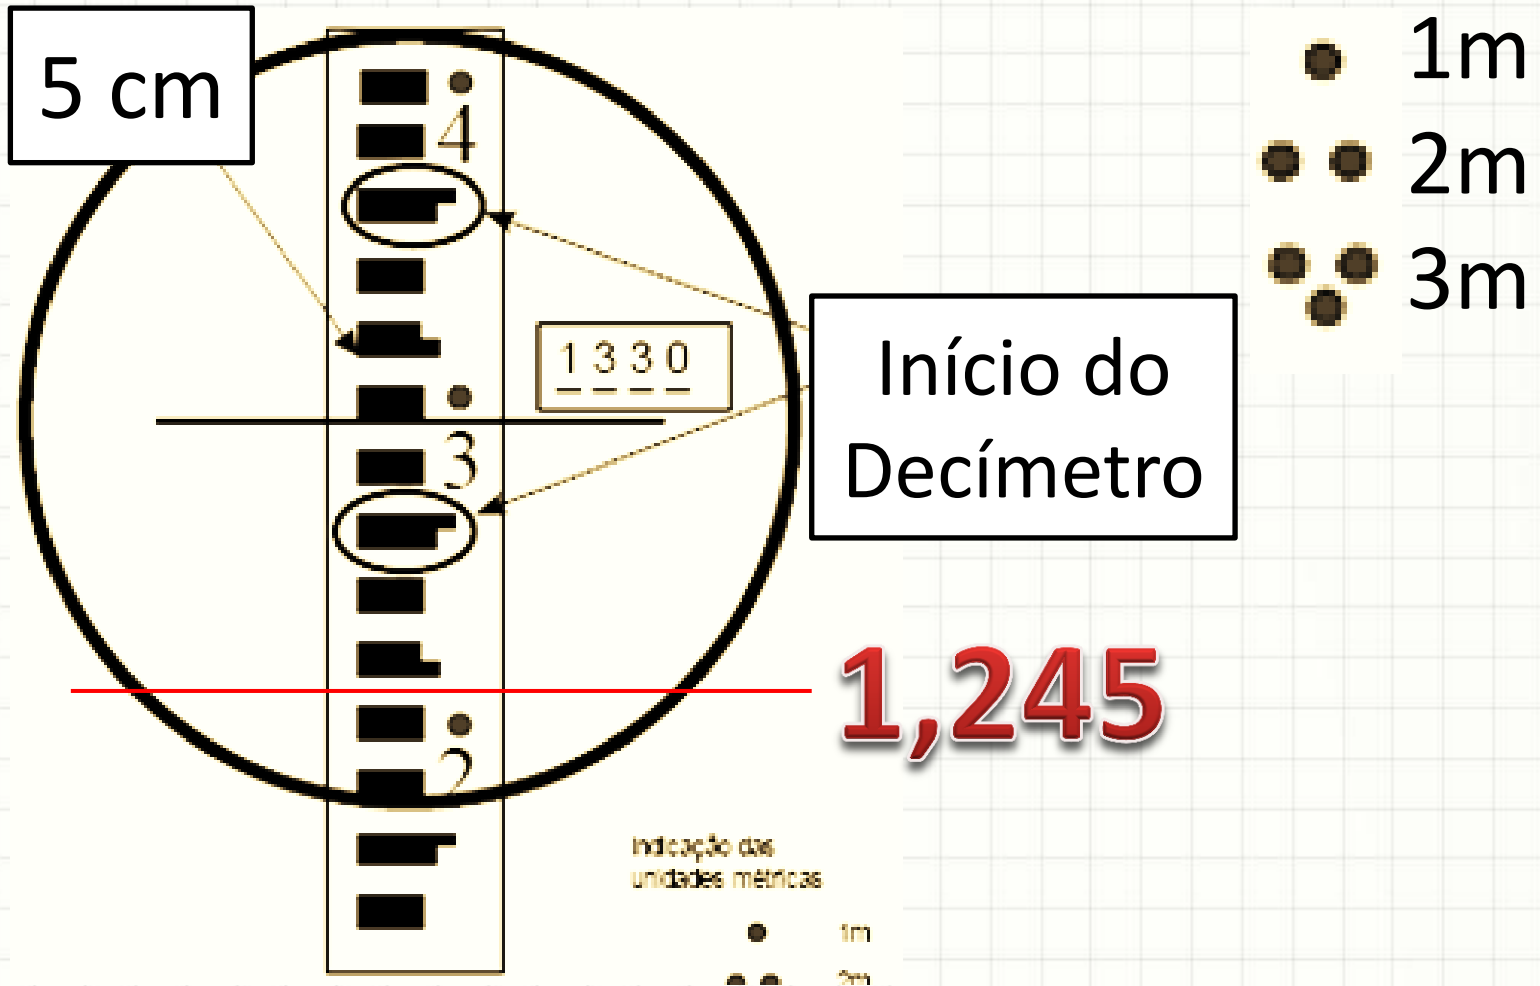 5 cm
4
1330
3
2
1m
2m
3m
Início do
Decímetro
1,245
Indicação das
unidades métricas
1m
2m